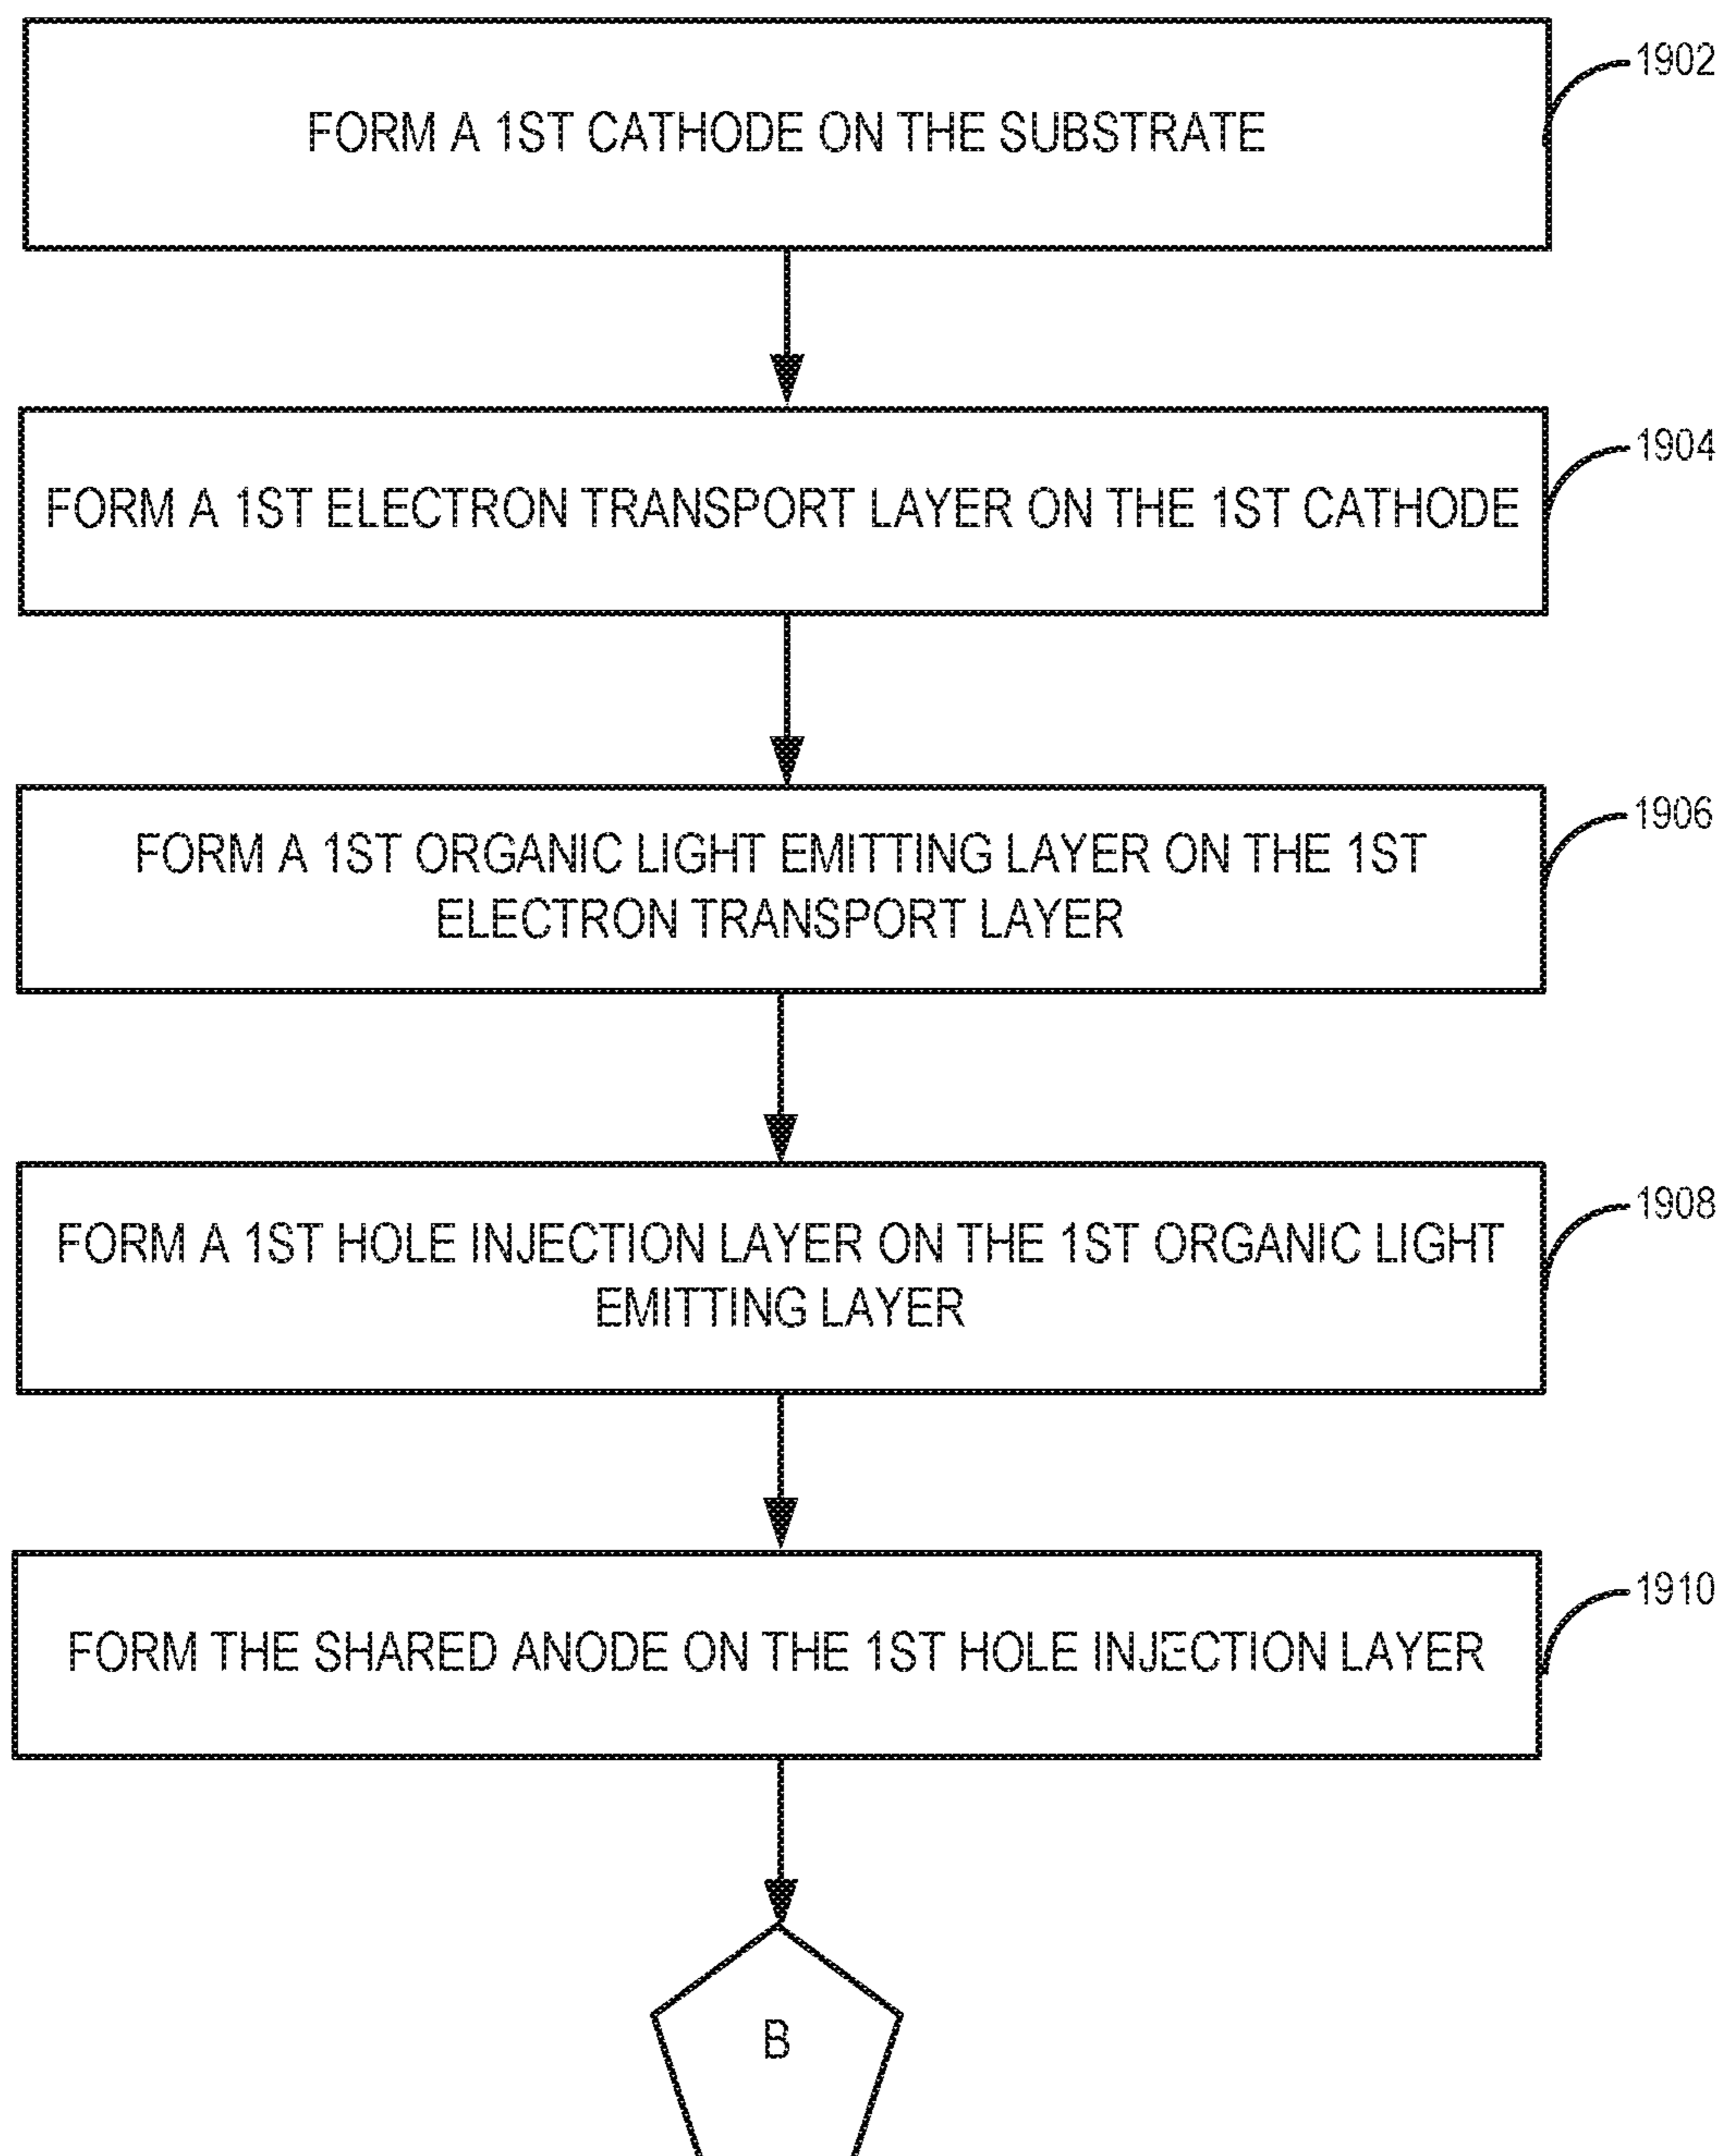 FORM A 1ST CATHODE ON THE SUBSTRATE
1902
FORM A 1ST ELECTRON TRANSPORT LAYER ON THE 1ST CATHODE
1904
FORM A 1ST ORGANIC LIGHT EMITTING LAYER ON THE 1ST
ELECTRON TRANSPORT LAYER
1906
FORM A 1ST HOLE INJECTION LAYER ON THE 1ST ORGANIC LIGHT
EMITTING LAYER
1908
FORM THE SHARED ANODE ON THE 1ST HOLE INJECTION LAYER
1910
B